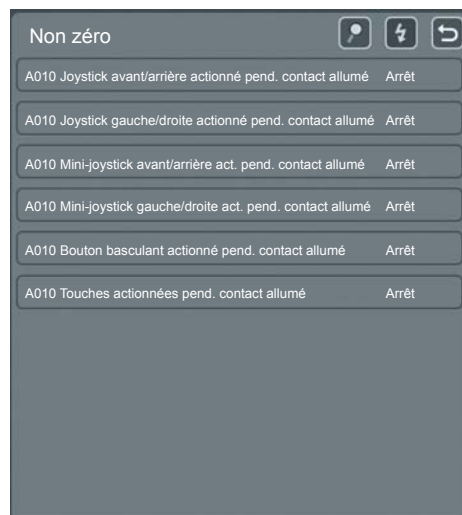 Non zéro
A010 Joystick avant/arrière actionné pend. contact allumé Arrêt
A010 Joystick gauche/droite actionné pend. contact allumé Arrêt
A010 Mini-joystick avant/arrière act. pend. contact allumé Arrêt
A010 Mini-joystick gauche/droite act. pend. contact allumé Arrêt
A010 Bouton basculant actionné pend. contact allumé Arrêt
A010 Touches actionnées pend. contact allumé Arrêt